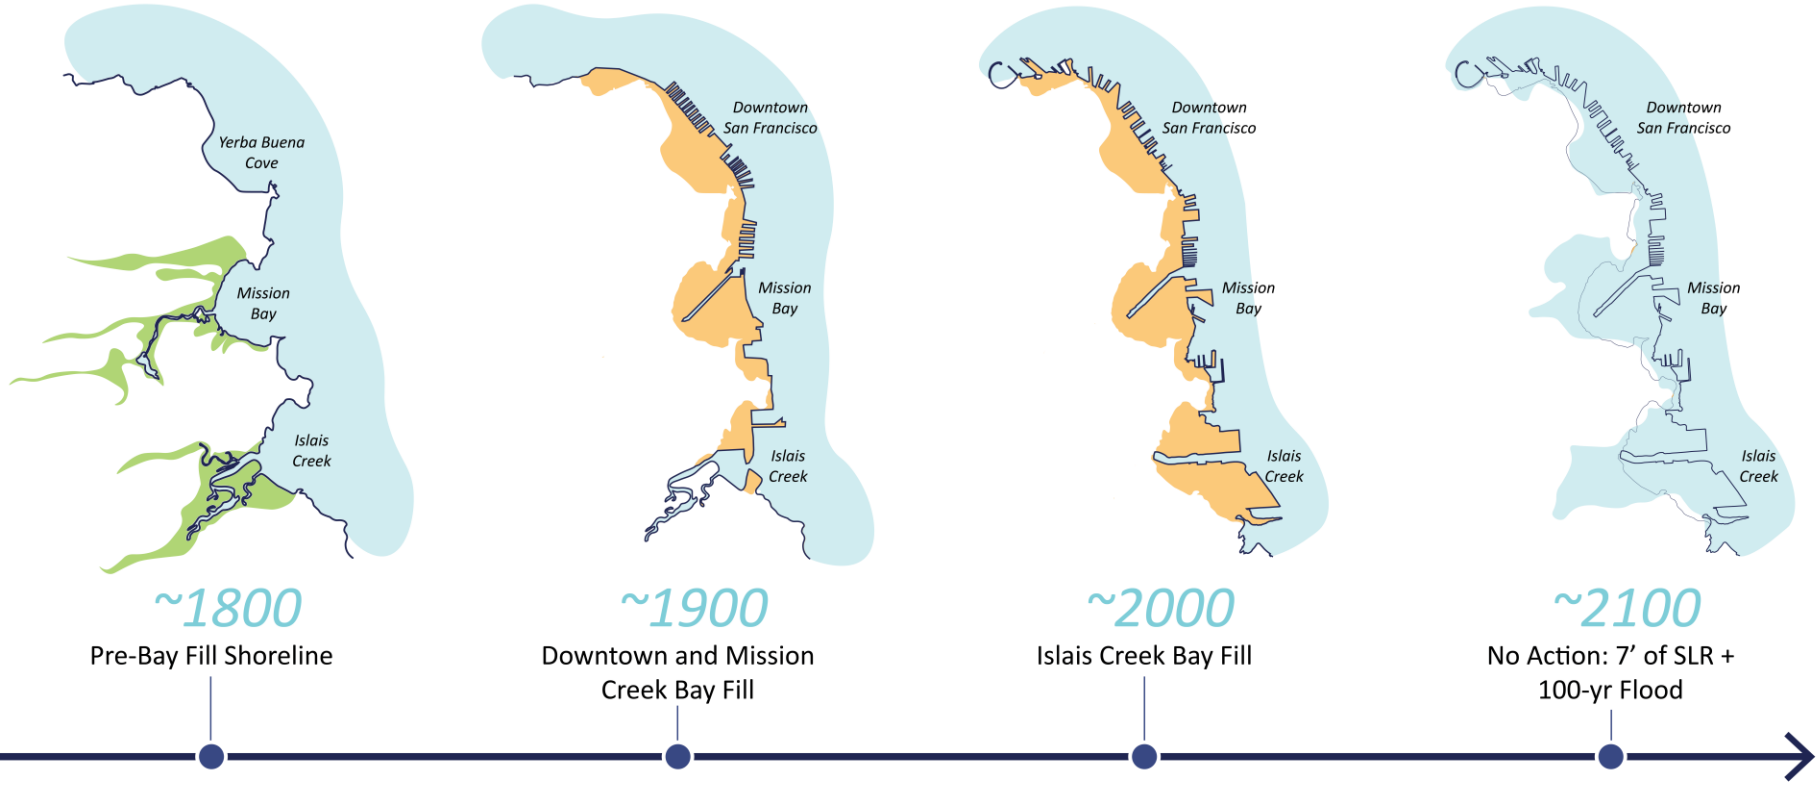 Yerba Buena
Cove
Mission
Bay
Islais
Creek
~1800
Pre-Bay Fill Shoreline
Downtown
San Francisco
Mission
Bay
Islais
Creek
~1900
Downtown and Mission
Creek Bay Fill
Downtown
San Francisco
Mission
Bay
Islais
Creek
~2000
Islais Creek Bay Fill
Downtown
San Francisco
Mission
Bay
Islais
Creek
~2100
No Action: 7’ of SLR +
100-yr Flood